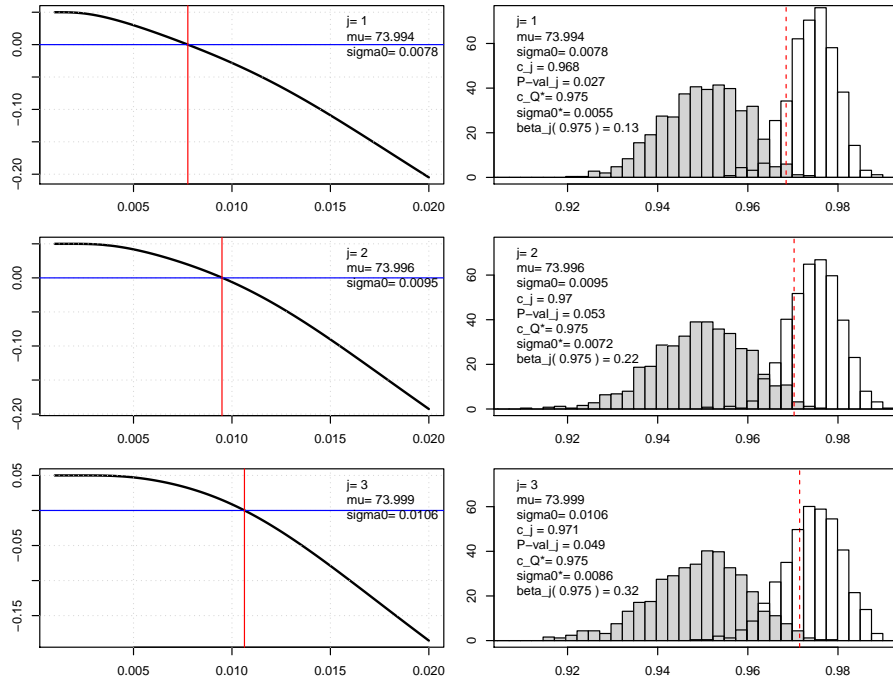 j= 1
mu= 73.994
sigma0= 0.0078
0.00
−0.10
−0.20
0.005
0.010
0.015
0.020
j= 1
mu= 73.994
sigma0= 0.0078
c_j = 0.968
P−val_j = 0.027
c_Q*= 0.975
sigma0*= 0.0055
beta_j( 0.975 ) = 0.13
60
40
20
0
0.92
0.94
0.96
0.98
j= 2
mu= 73.996
sigma0= 0.0095
0.00
−0.10
−0.20
0.005
0.010
0.015
0.020
j= 2
mu= 73.996
sigma0= 0.0095
c_j = 0.97
P−val_j = 0.053
c_Q*= 0.975
sigma0*= 0.0072
beta_j( 0.975 ) = 0.22
60
40
20
0
0.92
0.94
0.96
0.98
j= 3
mu= 73.999
sigma0= 0.0106
0.05
−0.05
−0.15
0.005
0.010
0.015
0.020
j= 3
mu= 73.999
sigma0= 0.0106
c_j = 0.971
P−val_j = 0.049
c_Q*= 0.975
sigma0*= 0.0086
beta_j( 0.975 ) = 0.32
60
40
20
0
0.92
0.94
0.96
0.98